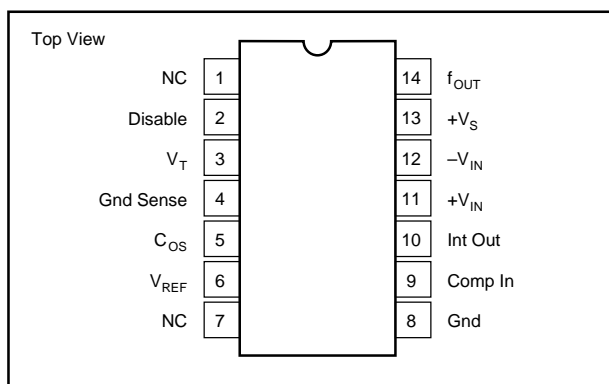 Top View
NC 1 14 fOUT
Disable 2 13 +VS
VT 3 12 –VIN
Gnd Sense 4 11 +VIN
COS 5 10 Int Out
VREF 6 9 Comp In
NC 7 8 Gnd